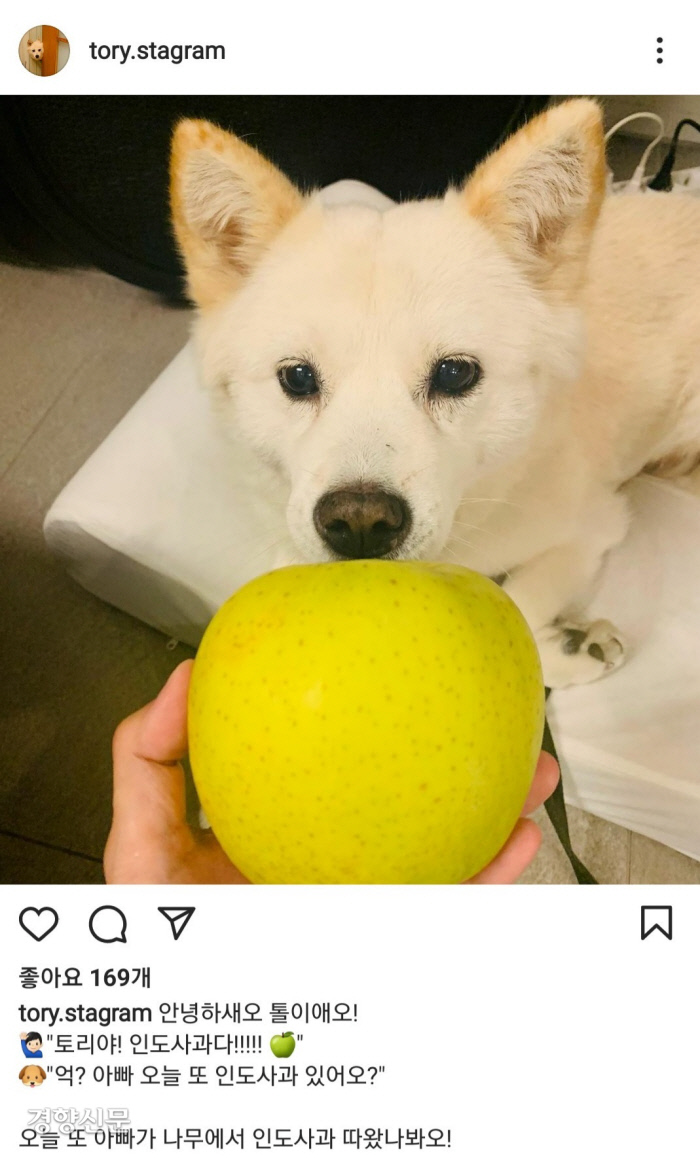 tory.stagram
좋아요 169개
tory.stagram 안녕하새오 톨이애오!
🙋🏻‍♂️"토리야! 인도사과다!!!!! 🍏"
🐶"억? 아빠 오늘 또 인도사과 있어오?"
경향신문
오늘 또 아빠가 나무에서 인도사과 따왔나봐오!